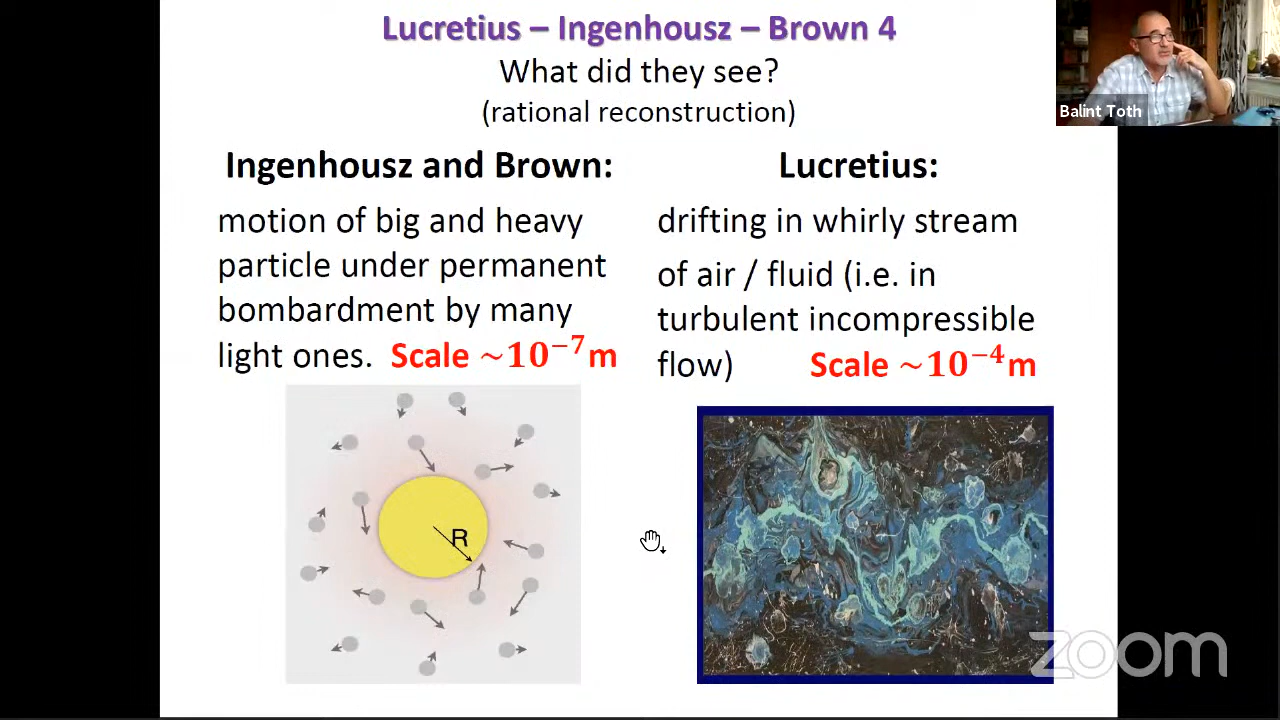 Lucretius – Ingenhousz – Brown 4
What did they see?
(rational reconstruction)
Balint Toth
Ingenhousz and Brown:
motion of big and heavy
particle under permanent
bombardment by many
light ones. Scale ~10⁻⁷m
Lucretius:
drifting in whirly stream
of air / fluid (i.e. in
turbulent incompressible
flow) Scale ~10⁻⁴m
R
zoom